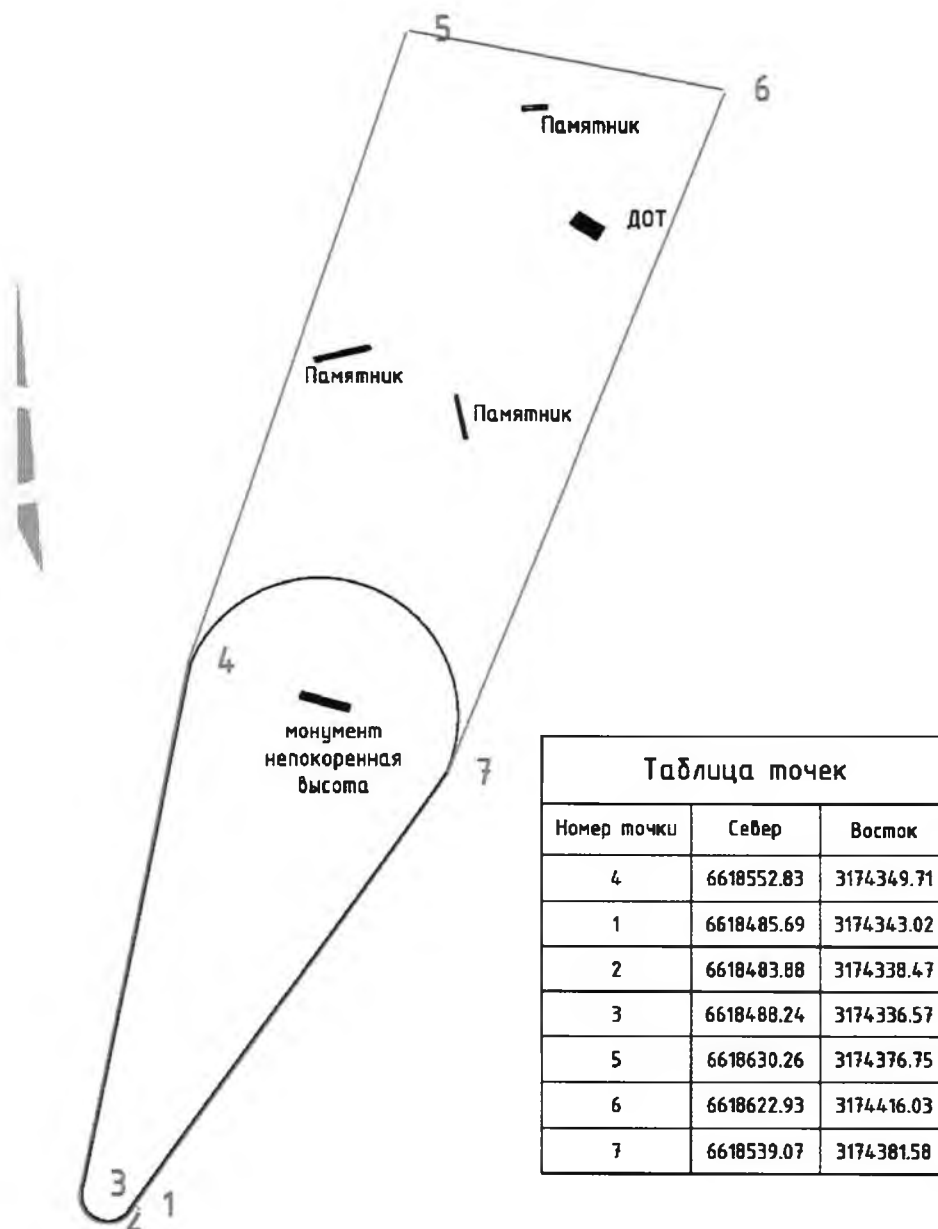 5
6
Памятник
ДОТ
Памятник
Памятник
4
монумент
непокоренная
высота
7
3
1
2
Таблица точек
Номер точки Север Восток
4 6618552.83 3174349.71
1 6618485.69 3174343.02
2 6618483.88 3174338.47
3 6618488.24 3174336.57
5 6618630.26 3174376.75
6 6618622.93 3174416.03
7 6618539.07 3174381.58